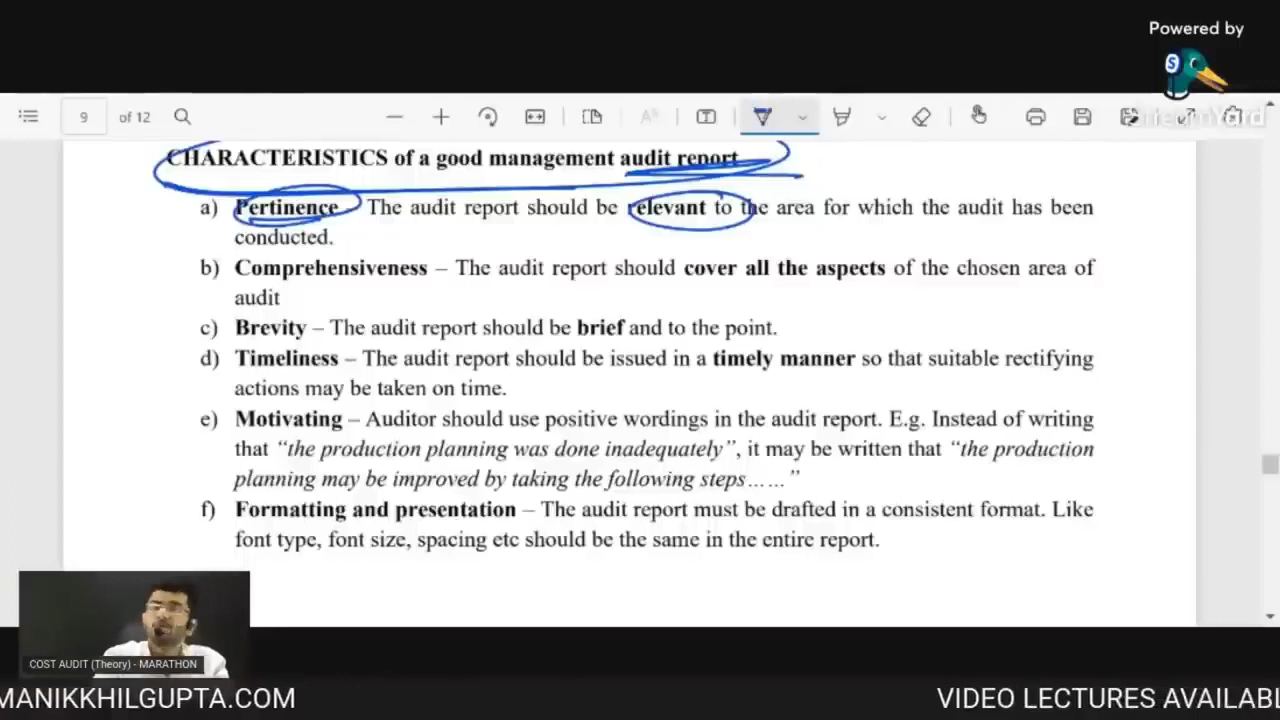 Powered by
S
9 of 12
CHARACTERISTICS of a good management audit report
a) Pertinence The audit report should be relevant to the area for which the audit has been
conducted.
b) Comprehensiveness – The audit report should cover all the aspects of the chosen area of
audit
c) Brevity – The audit report should be brief and to the point.
d) Timeliness – The audit report should be issued in a timely manner so that suitable rectifying
actions may be taken on time.
e) Motivating – Auditor should use positive wordings in the audit report. E.g. Instead of writing
that “the production planning was done inadequately”, it may be written that “the production
planning may be improved by taking the following steps…… ”
f) Formatting and presentation – The audit report must be drafted in a consistent format. Like
font type, font size, spacing etc should be the same in the entire report.
COST AUDIT (Theory) - MARATHON
MANIKKHILGUPTA.COM
VIDEO LECTURES AVAILABL